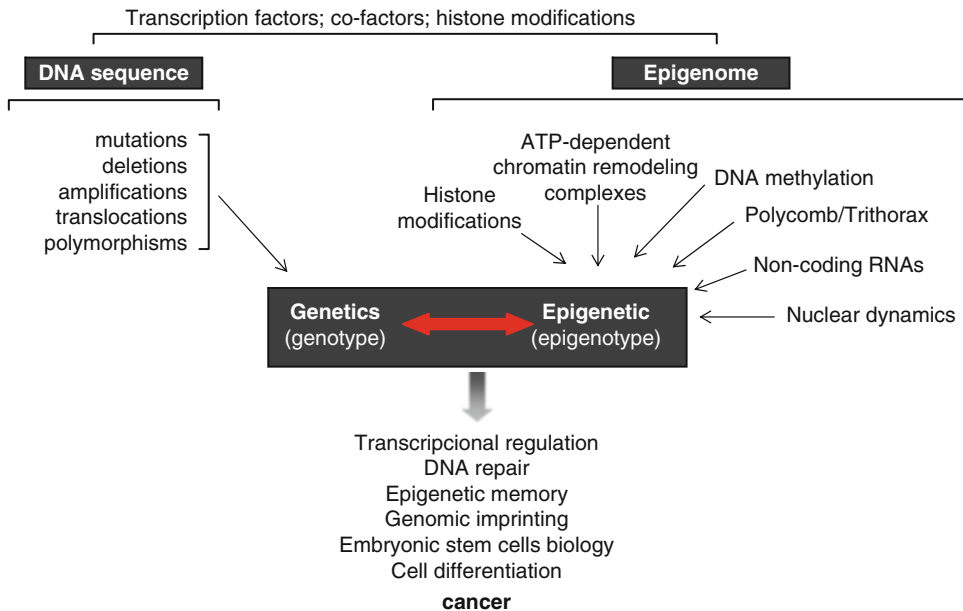 Transcription factors; co-factors; histone modifications
DNA sequence
Epigenome
mutations
deletions
amplifications
translocations
polymorphisms
Histone
modifications
ATP-dependent
chromatin remodeling
complexes
DNA methylation
Polycomb/Trithorax
Non-coding RNAs
Nuclear dynamics
Genetics
(genotype)
Epigenetic
(epigenotype)
Transcripcional regulation
DNA repair
Epigenetic memory
Genomic imprinting
Embryonic stem cells biology
Cell differentiation
cancer